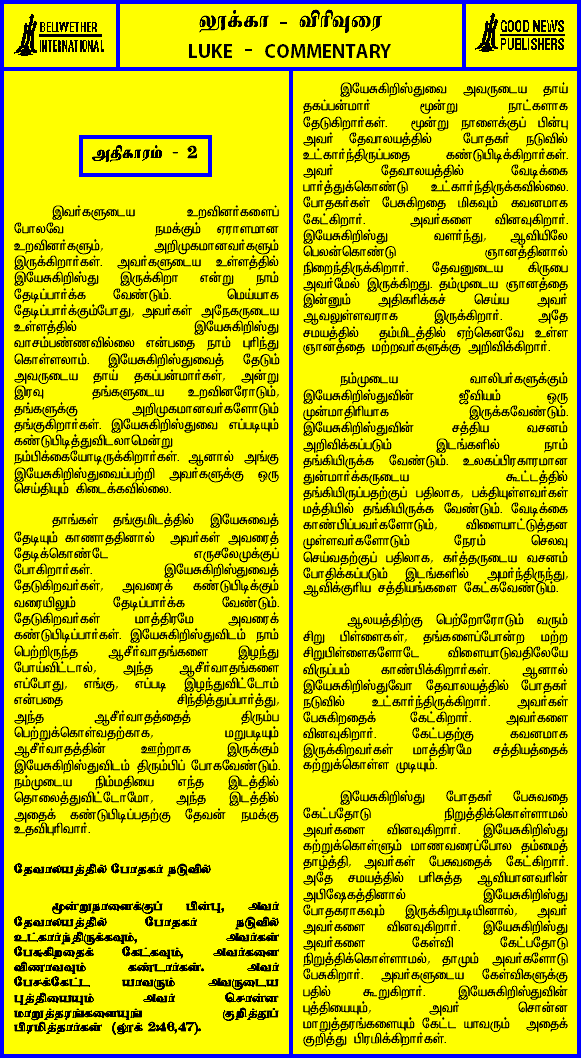 BELLWETHER
INTERNATIONAL
லூக்கா - விரிவுரை
LUKE - COMMENTARY
GOOD NEWS
PUBLISHERS
அதிகாரம் - 2
இவர்களுடைய உறவினர்களைப்
போலவே நமக்கும் ஏராளமான
உறவினர்களும், அறிமுகமானவர்களும்
இருக்கிறார்கள். அவர்களுடைய உள்ளத்தில்
இயேசுகிறிஸ்து இருக்கிறா என்று நாம்
தேடிப்பார்க்க வேண்டும். மெய்யாக
தேடிப்பார்க்கும்போது, அவர்கள் அநேகருடைய
உள்ளத்தில் இயேசுகிறிஸ்து
வாசம்பண்ணவில்லை என்பதை நாம் புரிந்து
கொள்ளலாம். இயேசுகிறிஸ்துவைத் தேடும்
அவருடைய தாய் தகப்பன்மார்கள், அன்று
இரவு தங்களுடைய உறவினரோடும்,
தங்களுக்கு அறிமுகமானவர்களோடும்
தங்குகிறார்கள். இயேசுகிறிஸ்துவை எப்படியும்
கண்டுபிடித்துவிடலாமென்று
நம்பிக்கையோடிருக்கிறார்கள். ஆனால் அங்கு
இயேசுகிறிஸ்துவைப்பற்றி அவர்களுக்கு ஒரு
செய்தியும் கிடைக்கவில்லை.
தாங்கள் தங்குமிடத்தில் இயேசுவைத்
தேடியும் காணாததினால் அவர்கள் அவரைத்
தேடிக்கொண்டே எருசலேமுக்குப்
போகிறார்கள். இயேசுகிறிஸ்துவைத்
தேடுகிறவர்கள், அவரைக் கண்டுபிடிக்கும்
வரையிலும் தேடிப்பார்க்க வேண்டும்.
தேடுகிறவர்கள் மாத்திரமே அவரைக்
கண்டுபிடிப்பார்கள். இயேசுகிறிஸ்துவிடம் நாம்
பெற்றிருந்த ஆசீர்வாதங்களை இழந்து
போய்விட்டால், அந்த ஆசீர்வாதங்களை
எப்போது, எங்கு, எப்படி இழந்துவிட்டோம்
என்பதை சிந்தித்துப்பார்த்து,
அந்த ஆசீர்வாதத்தைத் திரும்ப
பெற்றுக்கொள்வதற்காக, மறுபடியும்
ஆசீர்வாதத்தின் ஊற்றாக இருக்கும்
இயேசுகிறிஸ்துவிடம் திரும்பிப் போகவேண்டும்.
நம்முடைய நிம்மதியை எந்த இடத்தில்
தொலைத்துவிட்டோமோ, அந்த இடத்தில்
அதைக் கண்டுபிடிப்பதற்கு தேவன் நமக்கு
உதவிபுரிவார்.
தேவாலயத்தில் போதகர் நடுவில்
மூன்றுநாளைக்குப் பின்பு, அவர்
தேவாலயத்தில் போதகர் நடுவில்
உட்கார்ந்திருக்கவும், அவர்கள்
பேசுகிறதைக் கேட்கவும், அவர்களை
வினாவவும் கண்டார்கள். அவர்
பேசக்கேட்ட யாவரும் அவருடைய
புத்தியையும் அவர் சொன்ன
மாறுத்தரங்களையுங் குறித்துப்
பிரமித்தார்கள் (லூக் 2:46,47).
இயேசுகிறிஸ்துவை அவருடைய தாய்
தகப்பன்மார் மூன்று நாட்களாக
தேடுகிறார்கள். மூன்று நாளைக்குப் பின்பு
அவர் தேவாலயத்தில் போதகர் நடுவில்
உட்கார்ந்திருப்பதை கண்டுபிடிக்கிறார்கள்.
அவர் தேவாலயத்தில் வேடிக்கை
பார்த்துக்கொண்டு உட்கார்ந்திருக்கவில்லை.
போதகர்கள் பேசுகிறதை மிகவும் கவனமாக
கேட்கிறார். அவர்களை வினவுகிறார்.
இயேசுகிறிஸ்து வளர்ந்து, ஆவியிலே
பெலன்கொண்டு ஞானத்தினால்
நிறைந்திருக்கிறார். தேவனுடைய கிருபை
அவர்மேல் இருக்கிறது. தம்முடைய ஞானத்தை
இன்னும் அதிகரிக்கச் செய்ய அவர்
ஆவலுள்ளவராக இருக்கிறார். அதே
சமயத்தில் தம்மிடத்தில் ஏற்கெனவே உள்ள
ஞானத்தை மற்றவர்களுக்கு அறிவிக்கிறார்.
நம்முடைய வாலிபர்களுக்கும்
இயேசுகிறிஸ்துவின் ஜீவியம் ஒரு
முன்மாதிரியாக இருக்கவேண்டும்.
இயேசுகிறிஸ்துவின் சத்திய வசனம்
அறிவிக்கப்படும் இடங்களில் நாம்
தங்கியிருக்க வேண்டும். உலகப்பிரகாரமான
துன்மார்க்கருடைய கூட்டத்தில்
தங்கியிருப்பதற்குப் பதிலாக, பக்தியுள்ளவர்கள்
மத்தியில் தங்கியிருக்க வேண்டும். வேடிக்கை
காண்பிப்பவர்களோடும், விளையாட்டுத்தன
முள்ளவர்களோடும் நேரம் செலவு
செய்வதற்குப் பதிலாக, கர்த்தருடைய வசனம்
போதிக்கப்படும் இடங்களில் அமர்ந்திருந்து,
ஆவிக்குரிய சத்தியங்களை கேட்கவேண்டும்.
ஆலயத்திற்கு பெற்றோரோடும் வரும்
சிறு பிள்ளைகள், தங்களைப்போன்ற மற்ற
சிறுபிள்ளைகளோடே விளையாடுவதிலேயே
விருப்பம் காண்பிக்கிறார்கள். ஆனால்
இயேசுகிறிஸ்துவோ தேவாலயத்தில் போதகர்
நடுவில் உட்கார்ந்திருக்கிறார். அவர்கள்
பேசுகிறதைக் கேட்கிறார். அவர்களை
வினவுகிறார். கேட்பதற்கு கவனமாக
இருக்கிறவர்கள் மாத்திரமே சத்தியத்தைக்
கற்றுக்கொள்ள முடியும்.
இயேசுகிறிஸ்து போதகர் பேசுவதை
கேட்பதோடு நிறுத்திக்கொள்ளாமல்
அவர்களை வினவுகிறார். இயேசுகிறிஸ்து
கற்றுக்கொள்ளும் மாணவரைப்போல தம்மைத்
தாழ்த்தி, அவர்கள் பேசுவதைக் கேட்கிறார்.
அதே சமயத்தில் பரிசுத்த ஆவியானவரின்
அபிஷேகத்தினால் இயேசுகிறிஸ்து
போதகராகவும் இருக்கிறபடியினால், அவர்
அவர்களை வினவுகிறார். இயேசுகிறிஸ்து
அவர்களை கேள்வி கேட்பதோடு
நிறுத்திக்கொள்ளாமல், தாமும் அவர்களோடு
பேசுகிறார். அவர்களுடைய கேள்விகளுக்கு
பதில் கூறுகிறார். இயேசுகிறிஸ்துவின்
புத்தியையும், அவர் சொன்ன
மாறுத்தரங்களையும் கேட்ட யாவரும் அதைக்
குறித்து பிரமிக்கிறார்கள்.